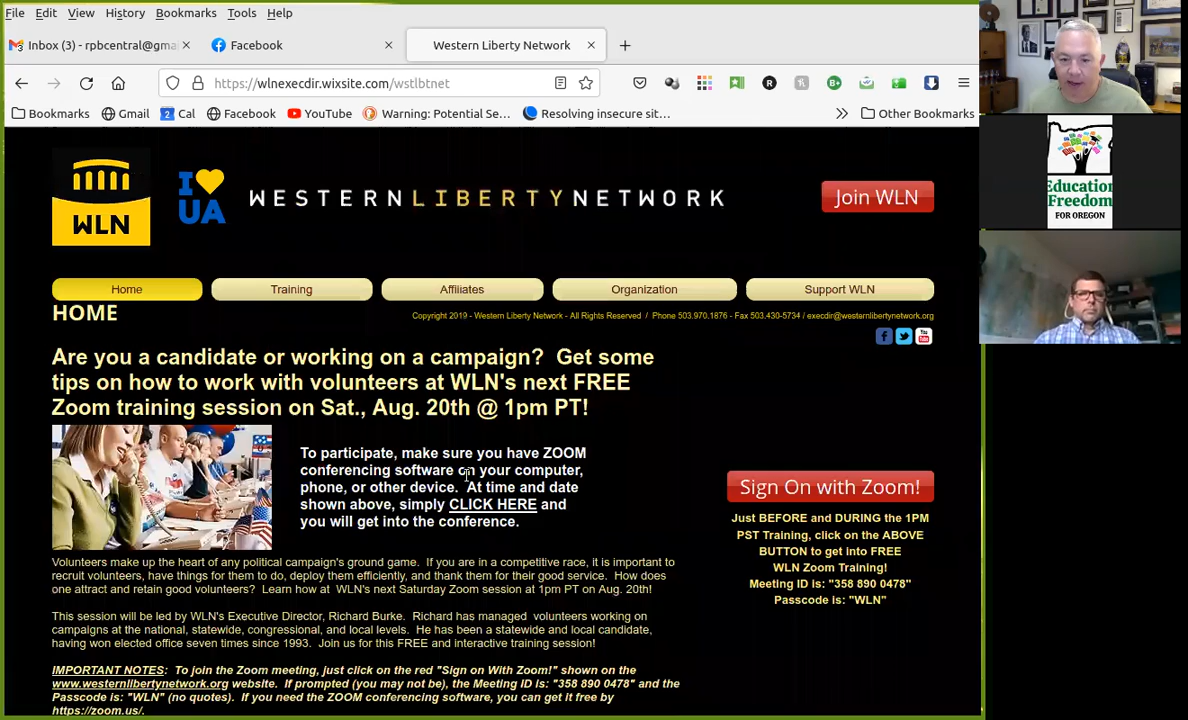 File Edit View History Bookmarks Tools Help
Inbox (3) - rpbcentral@gma
Facebook
Western Liberty Network
https://wlnexecdir.wixsite.com/wstlbtnet
Bookmarks Gmail Cal Facebook YouTube Warning: Potential Se... Resolving insecure sit... Other Bookmarks
WLN
I UA
WESTERNLIBERTYNETWORK
Join WLN
Home Training Affiliates Organization Support WLN
HOME
Copyright 2019 - Western Liberty Network - All Rights Reserved / Phone 503.970.1876 - Fax 503.430-5734 / execdir@westernlibertynetwork.org
Are you a candidate or working on a campaign? Get some
tips on how to work with volunteers at WLN's next FREE
Zoom training session on Sat., Aug. 20th @ 1pm PT!
To participate, make sure you have ZOOM
conferencing software on your computer,
phone, or other device. At time and date
shown above, simply CLICK HERE and
you will get into the conference.
Sign On with Zoom!
Just BEFORE and DURING the 1PM
PST Training, click on the ABOVE
BUTTON to get into FREE
WLN Zoom Training!
Meeting ID is: "358 890 0478"
Passcode is: "WLN"
Volunteers make up the heart of any political campaign's ground game. If you are in a competitive race, it is important to
recruit volunteers, have things for them to do, deploy them efficiently, and thank them for their good service. How does
one attract and retain good volunteers? Learn how at WLN's next Saturday Zoom session at 1pm PT on Aug. 20th!
This session will be led by WLN's Executive Director, Richard Burke. Richard has managed volunteers working on
campaigns at the national, statewide, congressional, and local levels. He has been a statewide and local candidate,
having won elected office seven times since 1993. Join us for this FREE and interactive training session!
IMPORTANT NOTES: To join the Zoom meeting, just click on the red "Sign on With Zoom!" shown on the
www.westernlibertynetwork.org website. If prompted (you may not be), the Meeting ID is: "358 890 0478" and the
Passcode is: "WLN" (no quotes). If you need the ZOOM conferencing software, you can get it free by
https://zoom.us/.
Education
Freedom
FOR OREGON